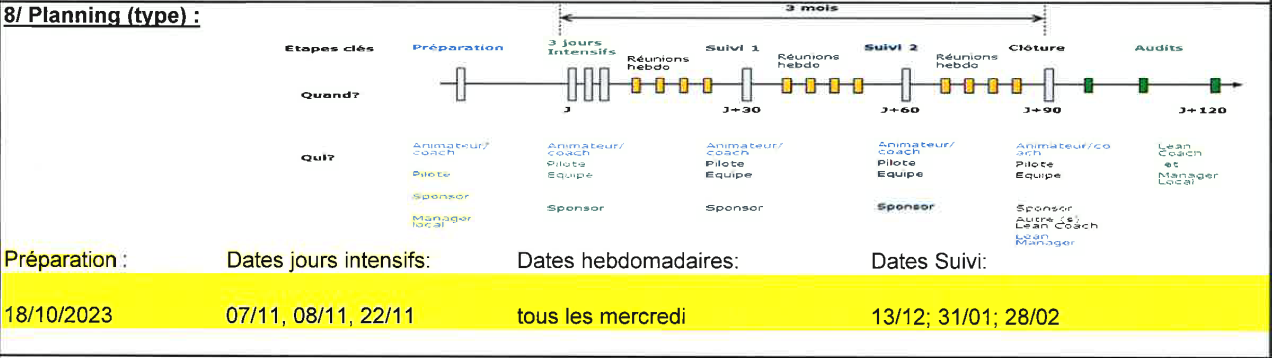 8/ Planning (type) :
3 mois
Etapes clés
Préparation
3 jours
Intensifs
Réunions
hebdo
Suivi 1
Réunions
hebdo
Suivi 2
Réunions
hebdo
Clôture
Audits
Quand?
J
J+30
J+60
J+90
J+120
Qui?
Animateur/
coach
Pilote
Sponsor
Manager
local
Animateur/
coach
Pilote
Equipe
Sponsor
Animateur/
coach
Pilote
Equipe
Sponsor
Animateur/
coach
Pilote
Equipe
Sponsor
Animateur/co
ach
Pilote
Equipe
Sponsor
Autre (s)
Lean Coach
Lean
Manager
Lean
Coach
et
Manager
Local
Préparation : Dates jours intensifs: Dates hebdomadaires: Dates Suivi:
18/10/2023 07/11, 08/11, 22/11 tous les mercredi 13/12; 31/01; 28/02